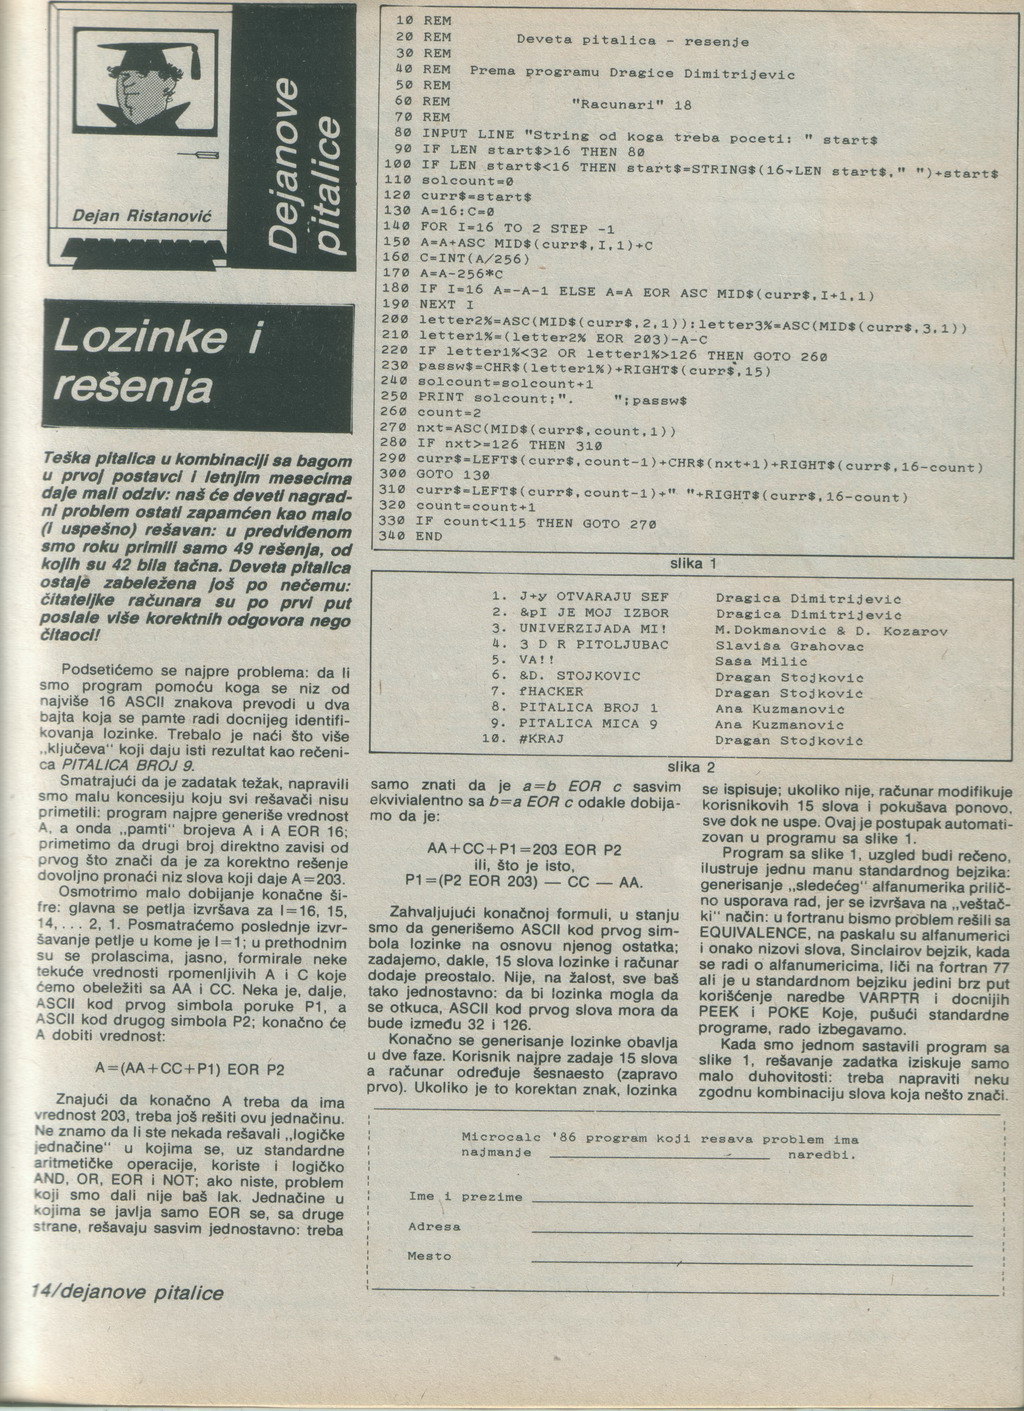 Dejan Ristanović
Dejanove
pitalice
Lozinke i
rešenja
Teška pitalica u kombinaciji sa bagom
u prvoj postavci i letnjim mesecima
daje mali odziv: naš će deveti nagrad-
ni problem ostati zapamćen kao malo
(i uspešno) rešavan: u predviđenom
smo roku primili samo 49 rešenja, od
kojih su 42 bila tačna. Deveta pitalica
ostaje zabeležena još po nečemu:
čitateljke računara su po prvi put
poslale više korektnih odgovora nego
čitaoci!
Podsetićemo se najpre problema: da li
smo program pomoću koga se niz od
najviše 16 ASCII znakova prevodi u dva
bajta koja se pamte radi docnijeg identifi-
kovanja lozinke. Trebalo je naći što više
„ključeva" koji daju isti rezultat kao rečeni-
ca PITALICA BROJ 9.
Smatrajući da je zadatak težak, napravili
smo malu koncesiju koju svi rešavači nisu
primetili: program najpre generiše vrednost
A, a onda „pamti" brojeva A i A EOR 16;
primetimo da drugi broj direktno zavisi od
prvog što znači da je za korektno rešenje
dovoljno pronaći niz slova koji daje A=203.
Osmotrimo malo dobijanje konačne ši-
fre: glavna se petlja izvršava za I=16, 15,
14,... 2, 1. Posmatraćemo poslednje izvr-
šavanje petlje u kome je I=1; u prethodnim
su se prolascima, jasno, formirale neke
tekuće vrednosti rpomenljivih A i C koje
ćemo obeležiti sa AA i CC. Neka je, dalje,
ASCII kod prvog simbola poruke P1, a
ASCII kod drugog simbola P2; konačno će
A dobiti vrednost:
A=(AA+CC+P1) EOR P2
Znajući da konačno A treba da ima
vrednost 203, treba još rešiti ovu jednačinu.
Ne znamo da li ste nekada rešavali „logičke
jednačine" u kojima se, uz standardne
aritmetičke operacije, koriste i logičko
AND, OR, EOR i NOT; ako niste, problem
koji smo dali nije baš lak. Jednačine u
kojima se javlja samo EOR se, sa druge
strane, rešavaju sasvim jednostavno: treba
10 REM
20 REM Deveta pitalica - resenje
30 REM
40 REM Prema programu Dragice Dimitrijevic
50 REM
60 REM "Racunari" 18
70 REM
80 INPUT LINE "String od koga treba poceti: " start$
90 IF LEN start$>16 THEN 80
100 IF LEN start$<16 THEN start$=STRING$(16-LEN start$," ")+start$
110 solcount=0
120 curr$=start$
130 A=16:C=0
140 FOR I=16 TO 2 STEP -1
150 A=A+ASC MID$(curr$,I,1)+C
160 C=INT(A/256)
170 A=A-256*C
180 IF I=16 A=-A-1 ELSE A=A EOR ASC MID$(curr$,I+1,1)
190 NEXT I
200 letter2%=ASC(MID$(curr$,2,1)):letter3%=ASC(MID$(curr$,3,1))
210 letter1%=(letter2% EOR 203)-A-C
220 IF letter1%<32 OR letter1%>126 THEN GOTO 260
230 passw$=CHR$(letter1%)+RIGHT$(curr$,15)
240 solcount=solcount+1
250 PRINT solcount;". ";passw$
260 count=2
270 nxt=ASC(MID$(curr$,count,1))
280 IF nxt>=126 THEN 310
290 curr$=LEFT$(curr$,count-1)+CHR$(nxt+1)+RIGHT$(curr$,16-count)
300 GOTO 130
310 curr$=LEFT$(curr$,count-1)+" "+RIGHT$(curr$,16-count)
320 count=count+1
330 IF count<115 THEN GOTO 270
340 END
slika 1
1. J+y OTVARAJU SEF Dragica Dimitrijević
2. &pI JE MOJ IZBOR Dragica Dimitrijević
3. UNIVERZIJADA MI! M.Dokmanović & D. Kozarov
4. 3 D R PITOLJUBAC Slaviša Grahovac
5. VA!! Saša Milić
6. &D. STOJKOVIC Dragan Stojković
7. fHACKER Dragan Stojković
8. PITALICA BROJ 1 Ana Kuzmanović
9. PITALICA MICA 9 Ana Kuzmanović
10. #KRAJ Dragan Stojković
slika 2
samo znati da je a=b EOR c sasvim
ekvivialentno sa b=a EOR c odakle dobija-
mo da je:
AA+CC+P1=203 EOR P2
ili, što je isto,
P1=(P2 EOR 203) — CC — AA.
Zahvaljujući konačnoj formuli, u stanju
smo da generišemo ASCII kod prvog sim-
bola lozinke na osnovu njenog ostatka;
zadajemo, dakle, 15 slova lozinke i računar
dodaje preostalo. Nije, na žalost, sve baš
tako jednostavno: da bi lozinka mogla da
se otkuca, ASCII kod prvog slova mora da
bude između 32 i 126.
Konačno se generisanje lozinke obavlja
u dve faze. Korisnik najpre zadaje 15 slova
a računar određuje šesnaesto (zapravo
prvo). Ukoliko je to korektan znak, lozinka
se ispisuje; ukoliko nije, računar modifikuje
korisnikovih 15 slova i pokušava ponovo,
sve dok ne uspe. Ovaj je postupak automati-
zovan u programu sa slike 1.
Program sa slike 1, uzgled budi rečeno,
ilustruje jednu manu standardnog bejzika:
generisanje „sledećeg" alfanumerika prilič-
no usporava rad, jer se izvršava na „veštač-
ki" način: u fortranu bismo problem rešili sa
EQUIVALENCE, na paskalu su alfanumerici
i onako nizovi slova, Sinclairov bejzik, kada
se radi o alfanumericima, liči na fortran 77
ali je u standardnom bejziku jedini brz put
korišćenje naredbe VARPTR i docnijih
PEEK i POKE Koje, pušući standardne
programe, rado izbegavamo.
Kada smo jednom sastavili program sa
slike 1, rešavanje zadatka iziskuje samo
malo duhovitosti: treba napraviti neku
zgodnu kombinaciju slova koja nešto znači.
Microcalc '86 program koji resava problem ima
najmanje naredbi.
Ime i prezime
Adresa
Mesto
14/dejanove pitalice